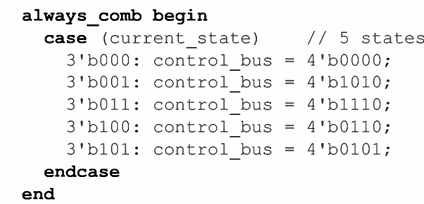 always_comb begin
case (current_state) // 5 states
3'b000: control_bus = 4'b0000;
3'b001: control_bus = 4'b1010;
3'b011: control_bus = 4'b1110;
3'b100: control_bus = 4'b0110;
3'b101: control_bus = 4'b0101;
endcase
end